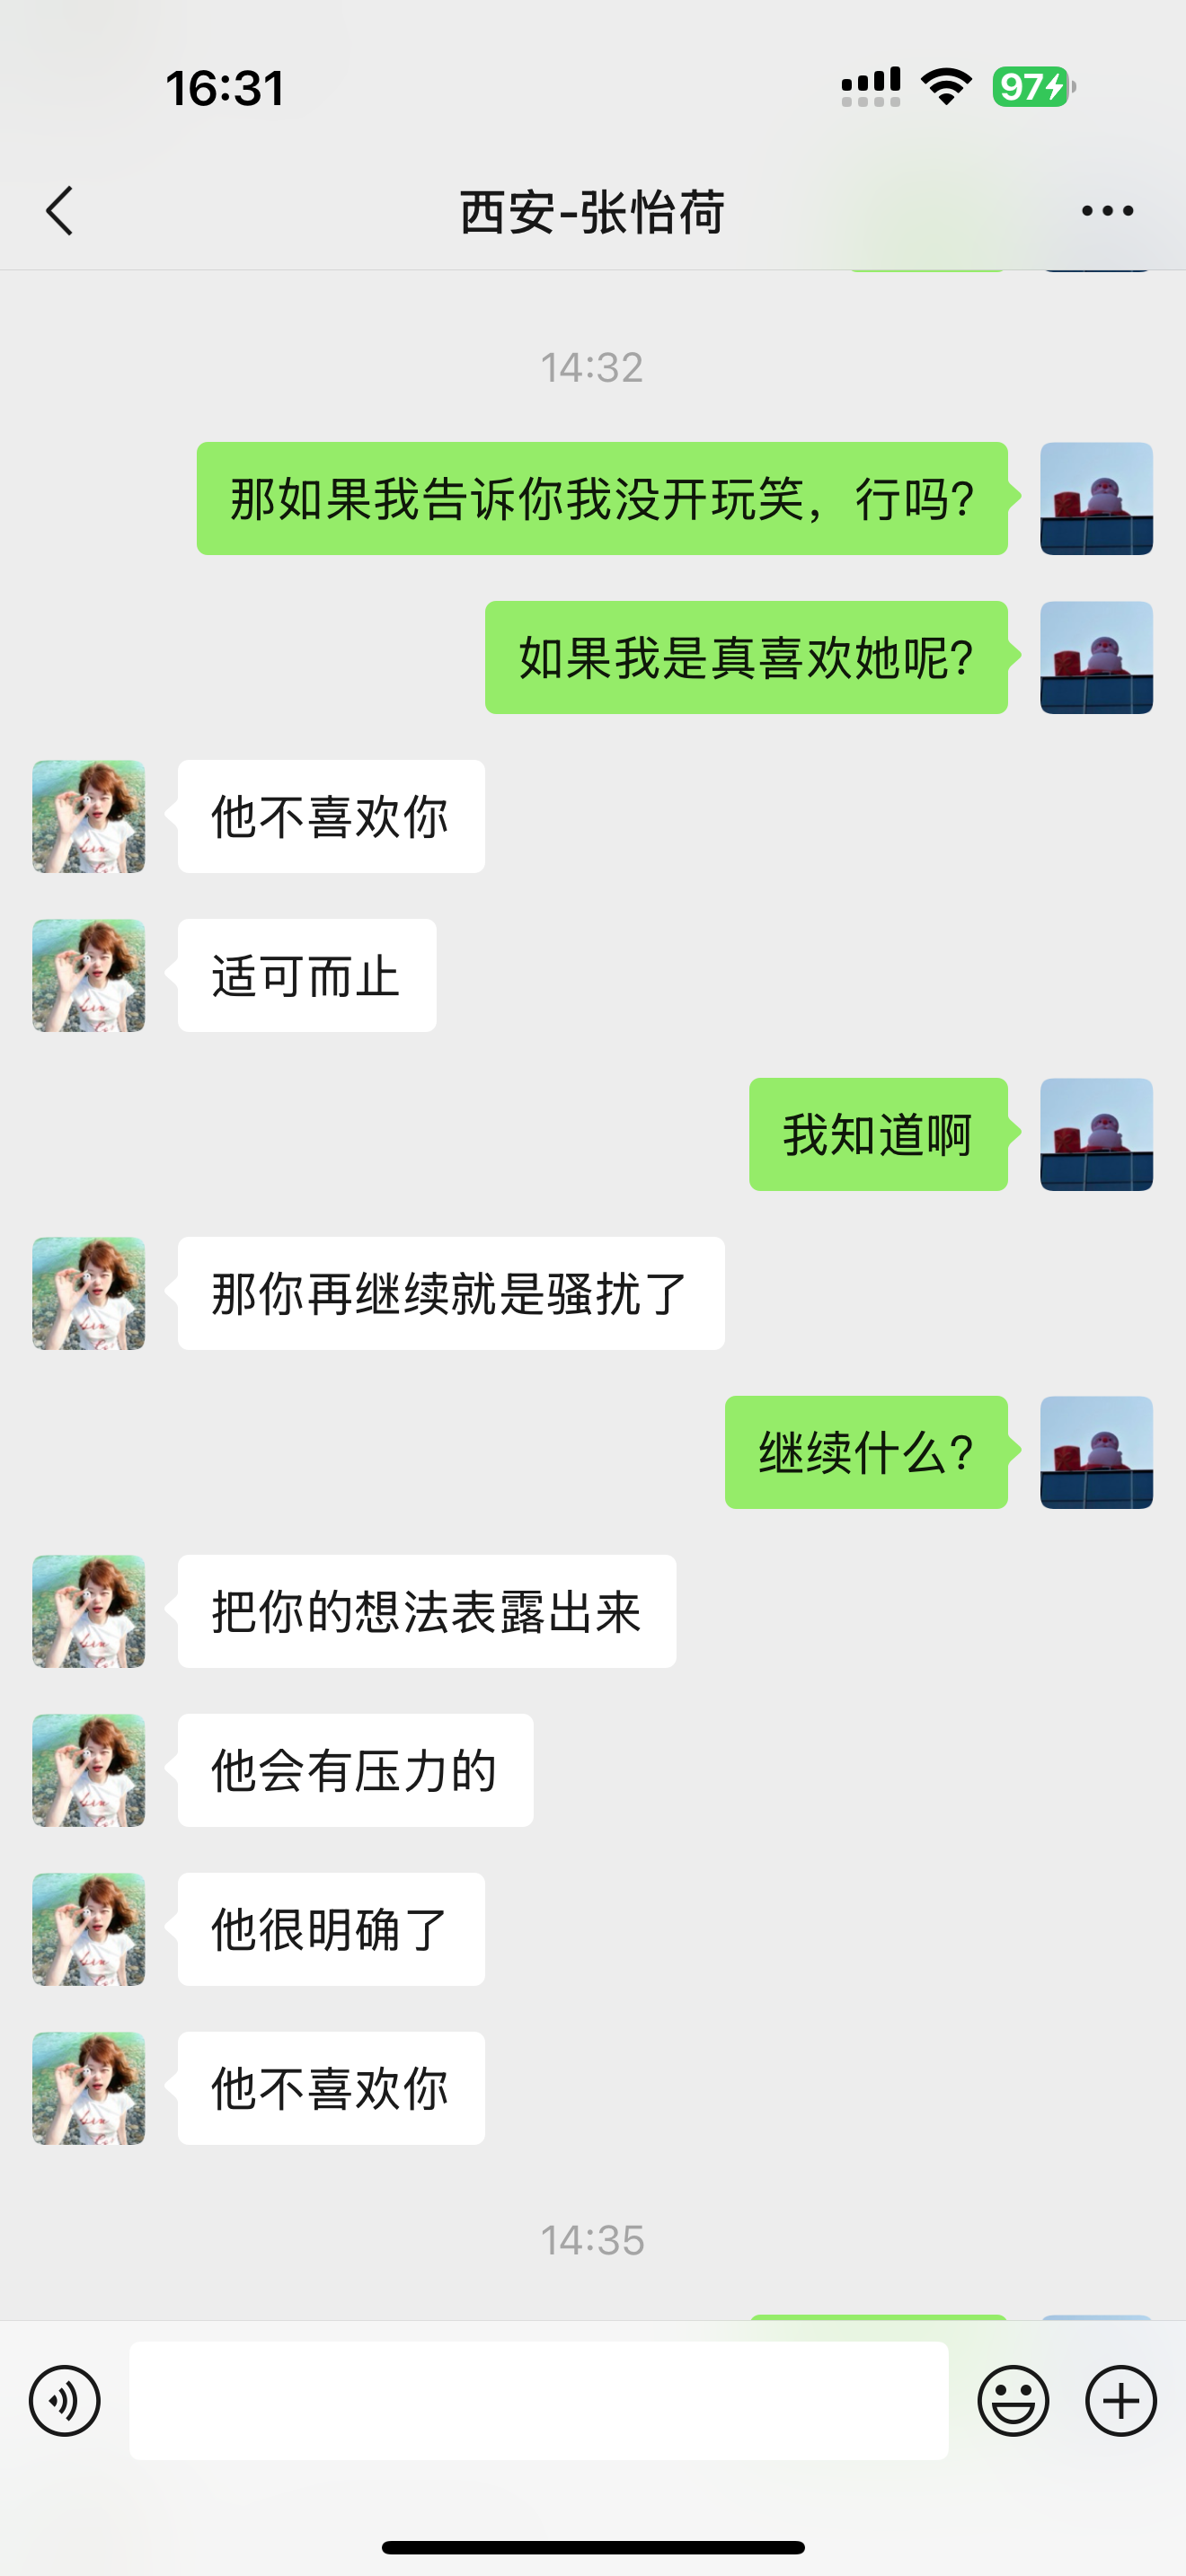 16:31
97
西安-张怡荷
14:32
那如果我告诉你我没开玩笑，行吗?
如果我是真喜欢她呢?
他不喜欢你
适可而止
我知道啊
那你再继续就是骚扰了
继续什么?
把你的想法表露出来
他会有压力的
他很明确了
他不喜欢你
14:35